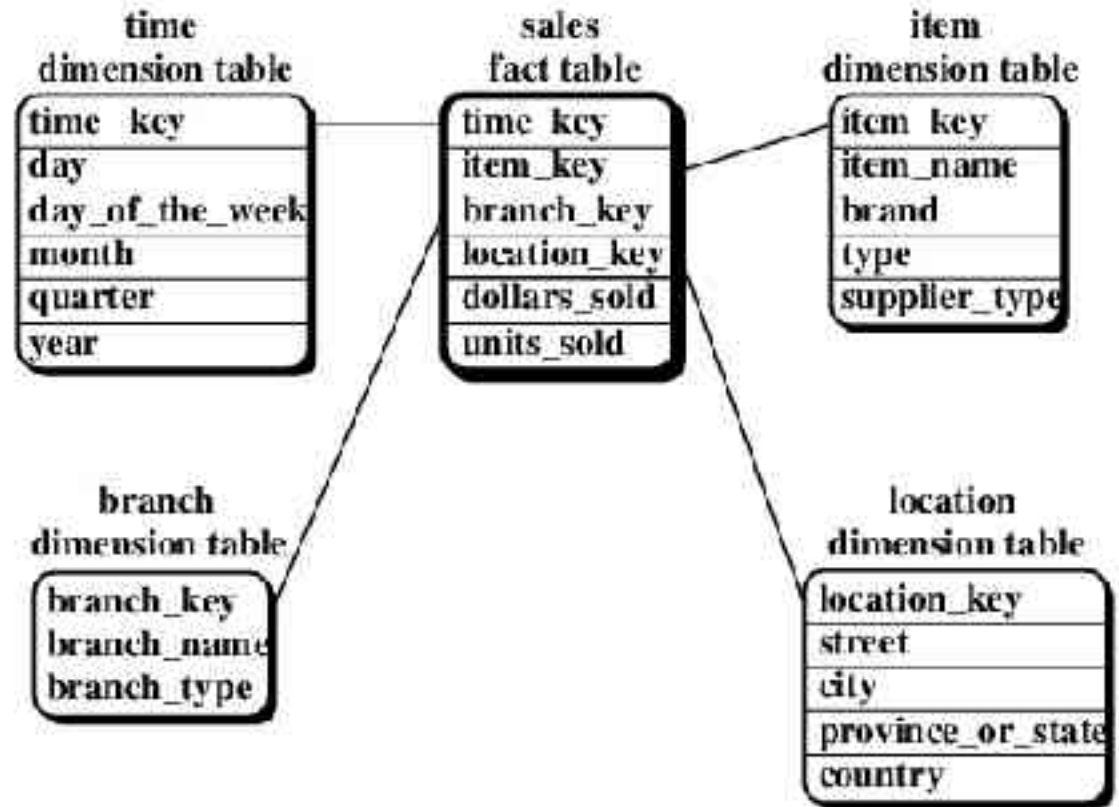 time
dimension table
time_key
day
day_of_the_week
month
quarter
year
sales
fact table
time_key
item_key
branch_key
location_key
dollars_sold
units_sold
item
dimension table
item_key
item_name
brand
type
supplier_type
branch
dimension table
branch_key
branch_name
branch_type
location
dimension table
location_key
street
city
province_or_state
country